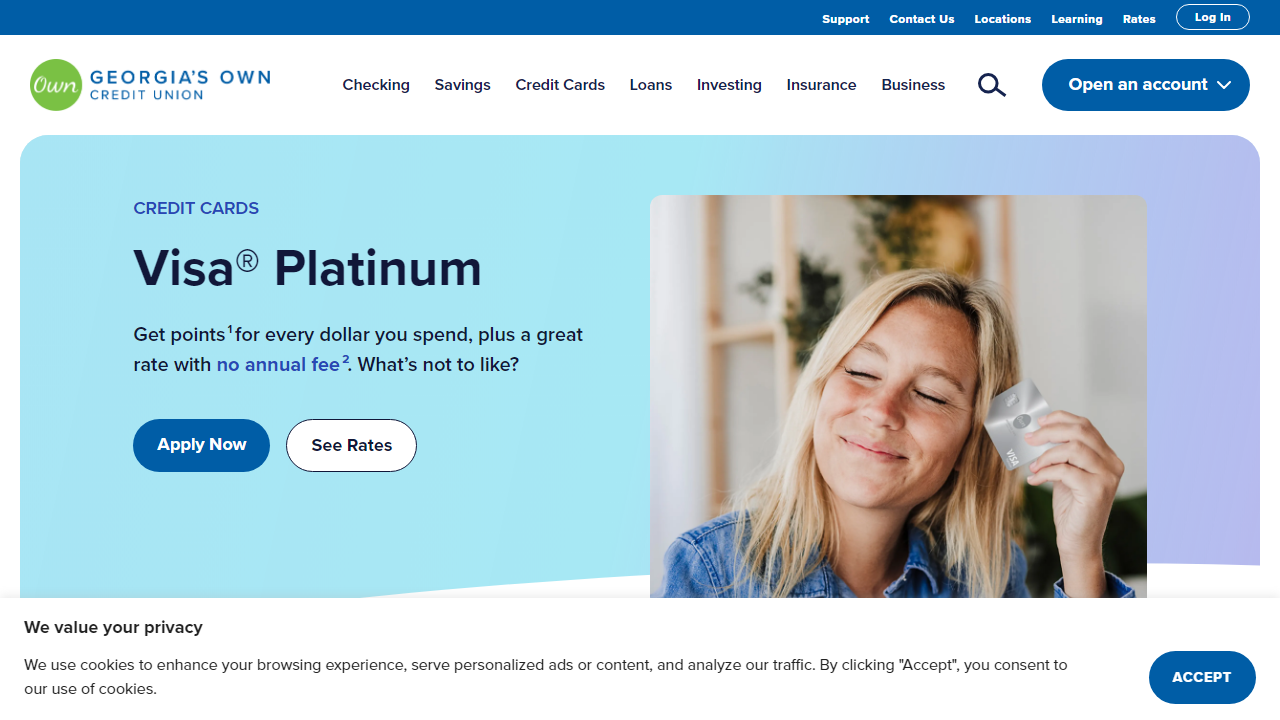 Support Contact Us Locations Learning Rates Log In
Own GEORGIA'S OWN
CREDIT UNION
Checking Savings Credit Cards Loans Investing Insurance Business Open an account
CREDIT CARDS
Visa® Platinum
Get points¹ for every dollar you spend, plus a great
rate with no annual fee². What's not to like?
Apply Now See Rates
VISA
We value your privacy
We use cookies to enhance your browsing experience, serve personalized ads or content, and analyze our traffic. By clicking "Accept", you consent to
our use of cookies.
ACCEPT